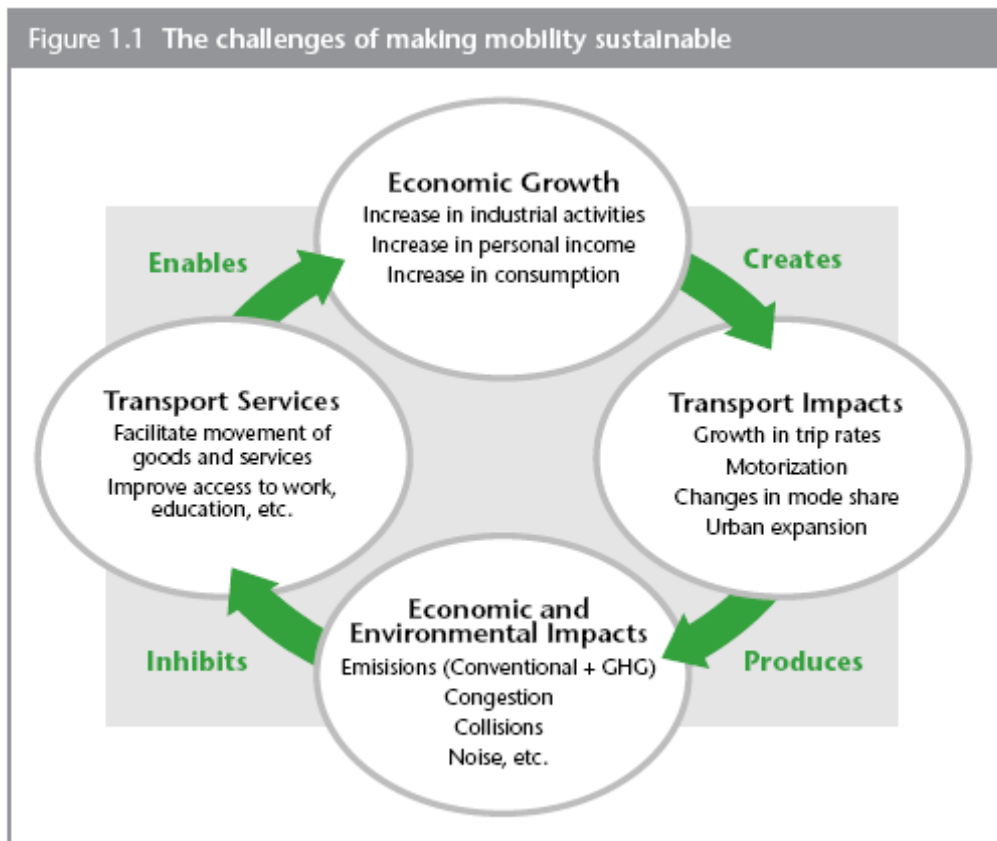 Figure 1.1 The challenges of making mobility sustainable
Economic Growth
Increase in industrial activities
Increase in personal income
Increase in consumption
Enables
Creates
Transport Services
Facilitate movement of
goods and services
Improve access to work,
education, etc.
Transport Impacts
Growth in trip rates
Motorization
Changes in mode share
Urban expansion
Economic and
Environmental Impacts
Emisisions (Conventional + GHG)
Congestion
Collisions
Noise, etc.
Inhibits
Produces